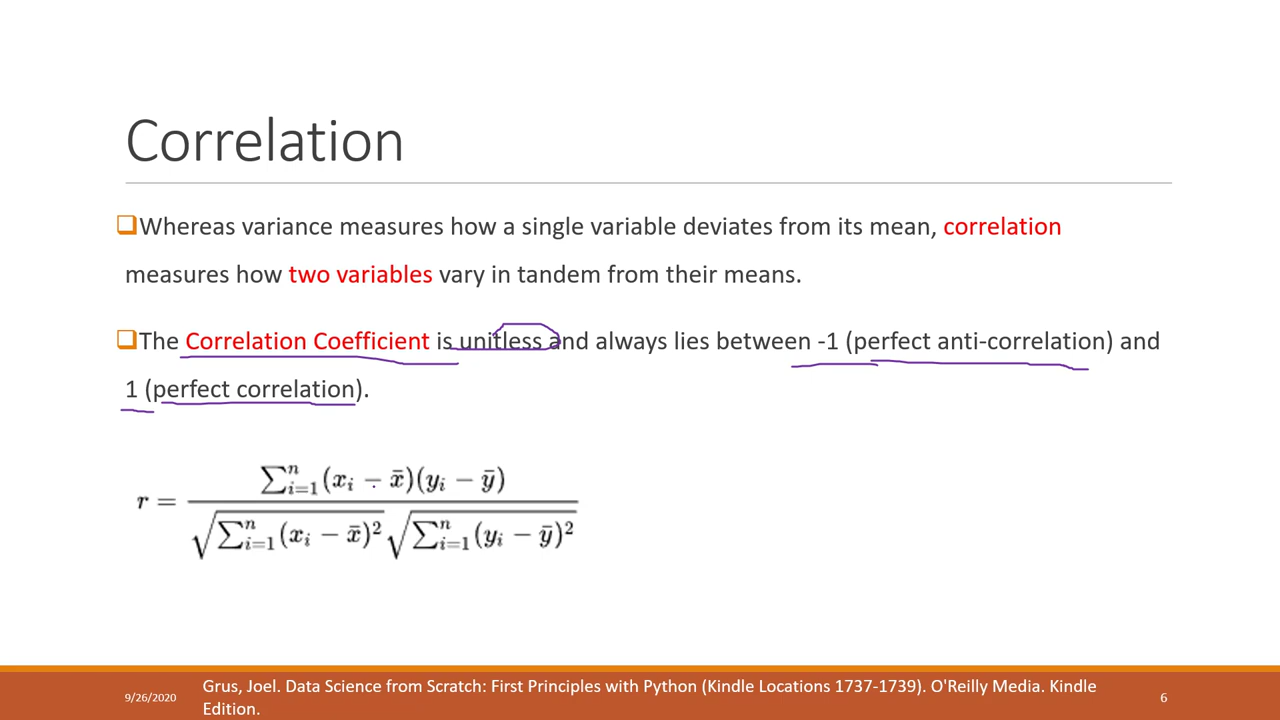 Correlation
Whereas variance measures how a single variable deviates from its mean, correlation
measures how two variables vary in tandem from their means.
The Correlation Coefficient is unitless and always lies between -1 (perfect anti-correlation) and
1 (perfect correlation).
r = \frac{\sum_{i=1}^{n}(x_i - \bar{x})(y_i - \bar{y})}{\sqrt{\sum_{i=1}^{n}(x_i - \bar{x})^2}\sqrt{\sum_{i=1}^{n}(y_i - \bar{y})^2}}
9/26/2020
Grus, Joel. Data Science from Scratch: First Principles with Python (Kindle Locations 1737-1739). O'Reilly Media. Kindle
Edition.
6